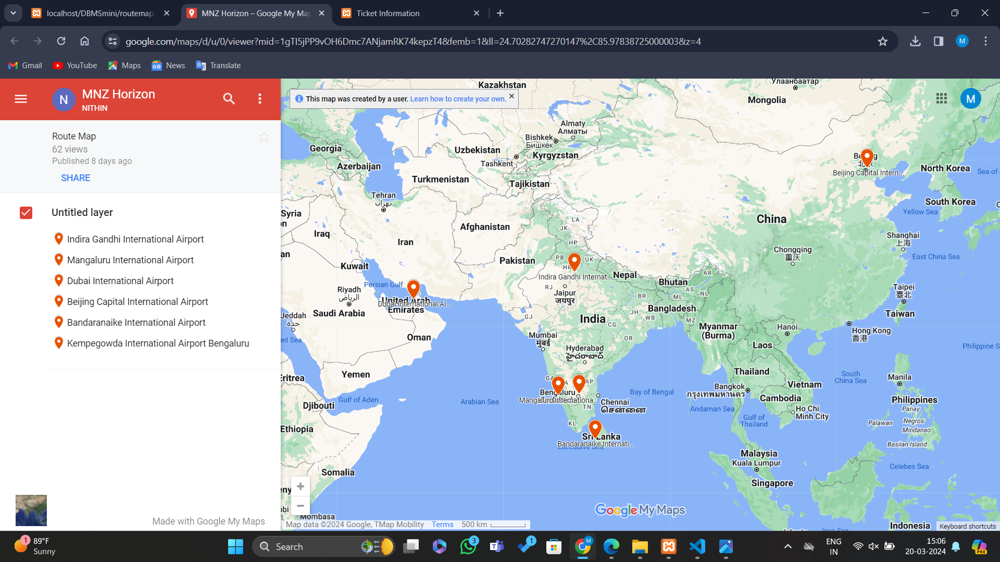 localhost/DBMSmini/routemap.
MNZ Horizon – Google My Map
Ticket Information
google.com/maps/d/u/0/viewer?mid=1gTI5jPP9vOH6Dmc7ANjamRK74kepzT4&femb=1&ll=24.70282747270147%2C85.97838725000003&z=4
M
Gmail
YouTube
Maps
News
Translate
N
MNZ Horizon
NITHIN
Route Map
62 views
Published 8 days ago
SHARE
Untitled layer
Indira Gandhi International Airport
Mangaluru International Airport
Dubai International Airport
Beijing Capital International Airport
Bandaranaike International Airport
Kempegowda International Airport Bengaluru
Made with Google My Maps
This map was created by a user. Learn how to create your own.
M
Kazakhstan
Улаанбаатар
Mongolia
Almaty
Алматы
Bishkek
Бишкек
Georgia
Uzbekistan
Kyrgyzstan
Azerbaijan
Tashkent
Beijing Capital Intern...
North Korea
Sea of
Turkmenistan
Tajikistan
Tehran
تهران
South Korea
Yellow Sea
Syria
LA
China
Afghanistan
JK
Iraq
Iran
HP
Shanghai
上海
Chongqing
重庆
East China Sea
an
Pakistan
PB
UK
HR
Kuwait
Indira Gandhi Internat...
Nepal
AR
Persian Gulf
RJ
Bhutan
AS
NL
Riyadh
الرياض
Jaipur
जयपुर
BR
ML
Taipei
臺北
United Arab
Emirates
Dubai International Ai...
Saudi Arabia
Jeddah
جدة
GJ
India
JH
WB
CG
Bangladesh
MZ
Taiwan
Myanmar
(Burma)
Hanoi
Hong Kong
香港
ed Sea
Oman
Mumbai
मुंबई
OR
Laos
Philippine S
Hyderabad
హైదరాబాద్
Eritrea
Yemen
Thailand
South
China Sea
Manila
GA
AP
Bengaluru
Mangaluru Internationa...
Bay of Bengal
Bangkok
กรุงเทพมหานคร
Vietnam
Gulf of Aden
Arabian Sea
Chennai
சென்னை
TN
Cambodia
Philippines
Djibouti
Andaman Sea
Ho Chi
Minh City
Panay
KL
Gulf of
Thailand
Palawan
Negros
Mindanao
Ethiopia
Sri Lanka
Bandaranaike Internati...
Laccadive Sea
Basilan Island
Malaysia
Kuala Lumpur
Celebes Sea
Somalia
Singapore
Google My Maps
Mombasa
Indonesia
Map data ©2024 Google, TMap Mobility
Terms
500 km
Keyboard shortcuts
1
89°F
Sunny
Search
3
1
M
ENG
IN
15:06
20-03-2024
PRE